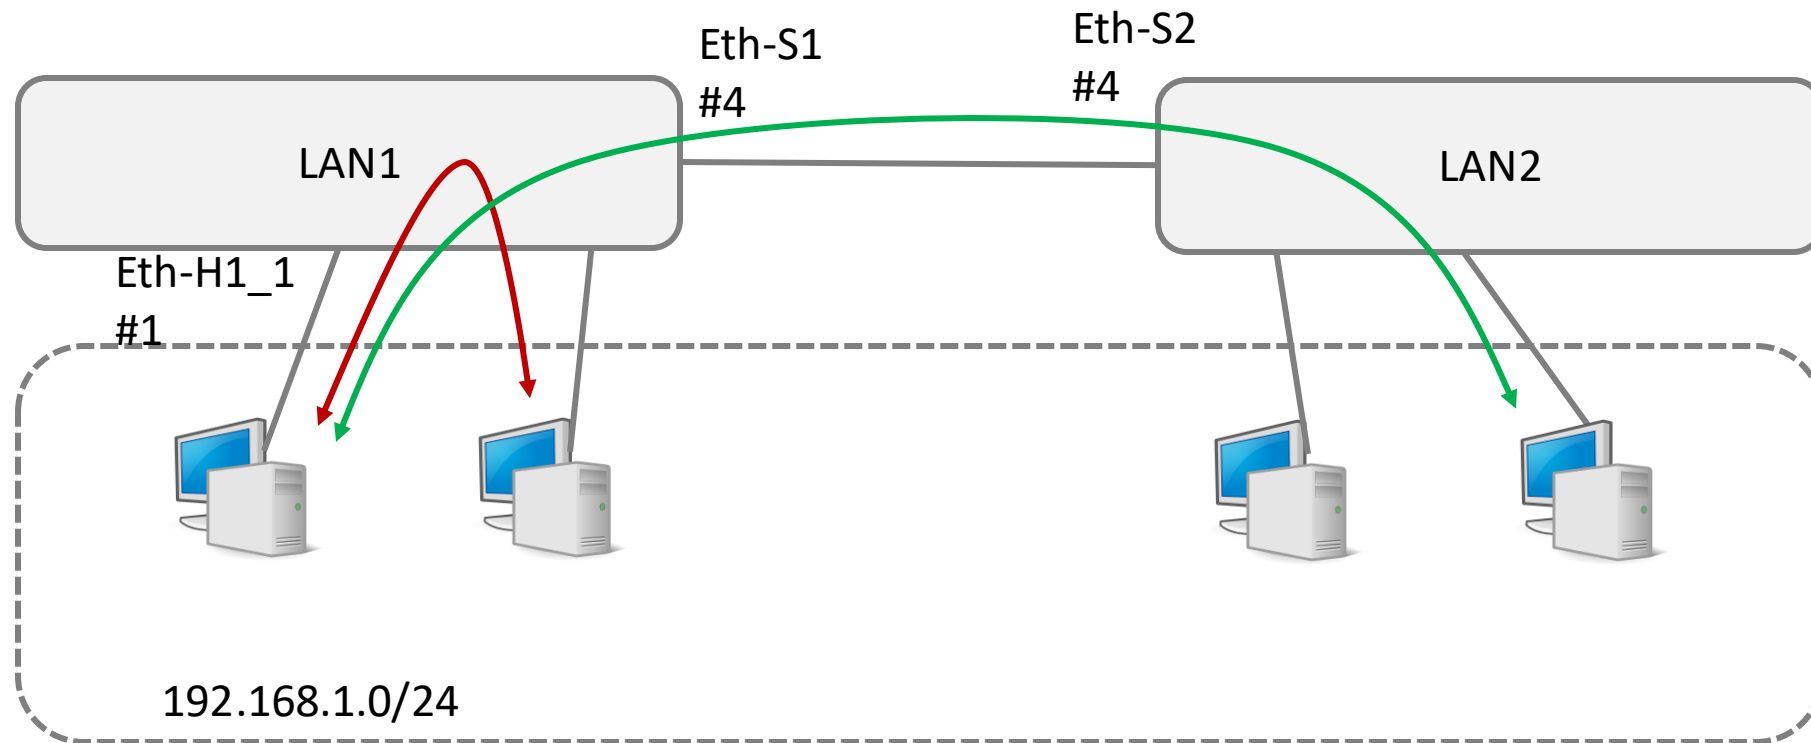 Eth-S1
#4
Eth-S2
#4
LAN1
LAN2
Eth-H1_1
#1
192.168.1.0/24